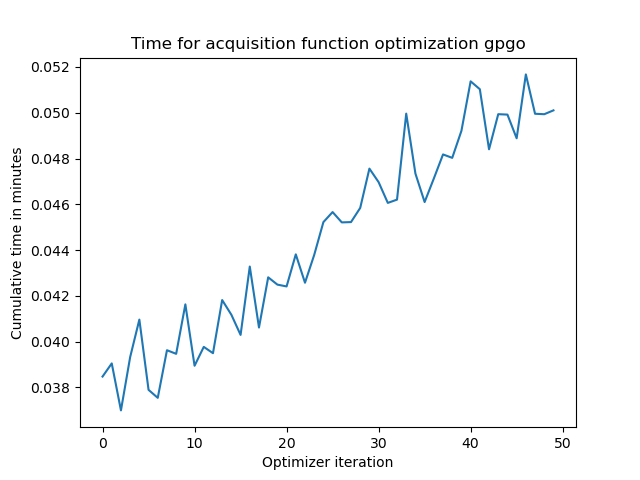 Time for acquisition function optimization gpgo
0.052
0.050
0.048
0.046
0.044
0.042
0.040
0.038
Cumulative time in minutes
0 10 20 30 40 50
Optimizer iteration